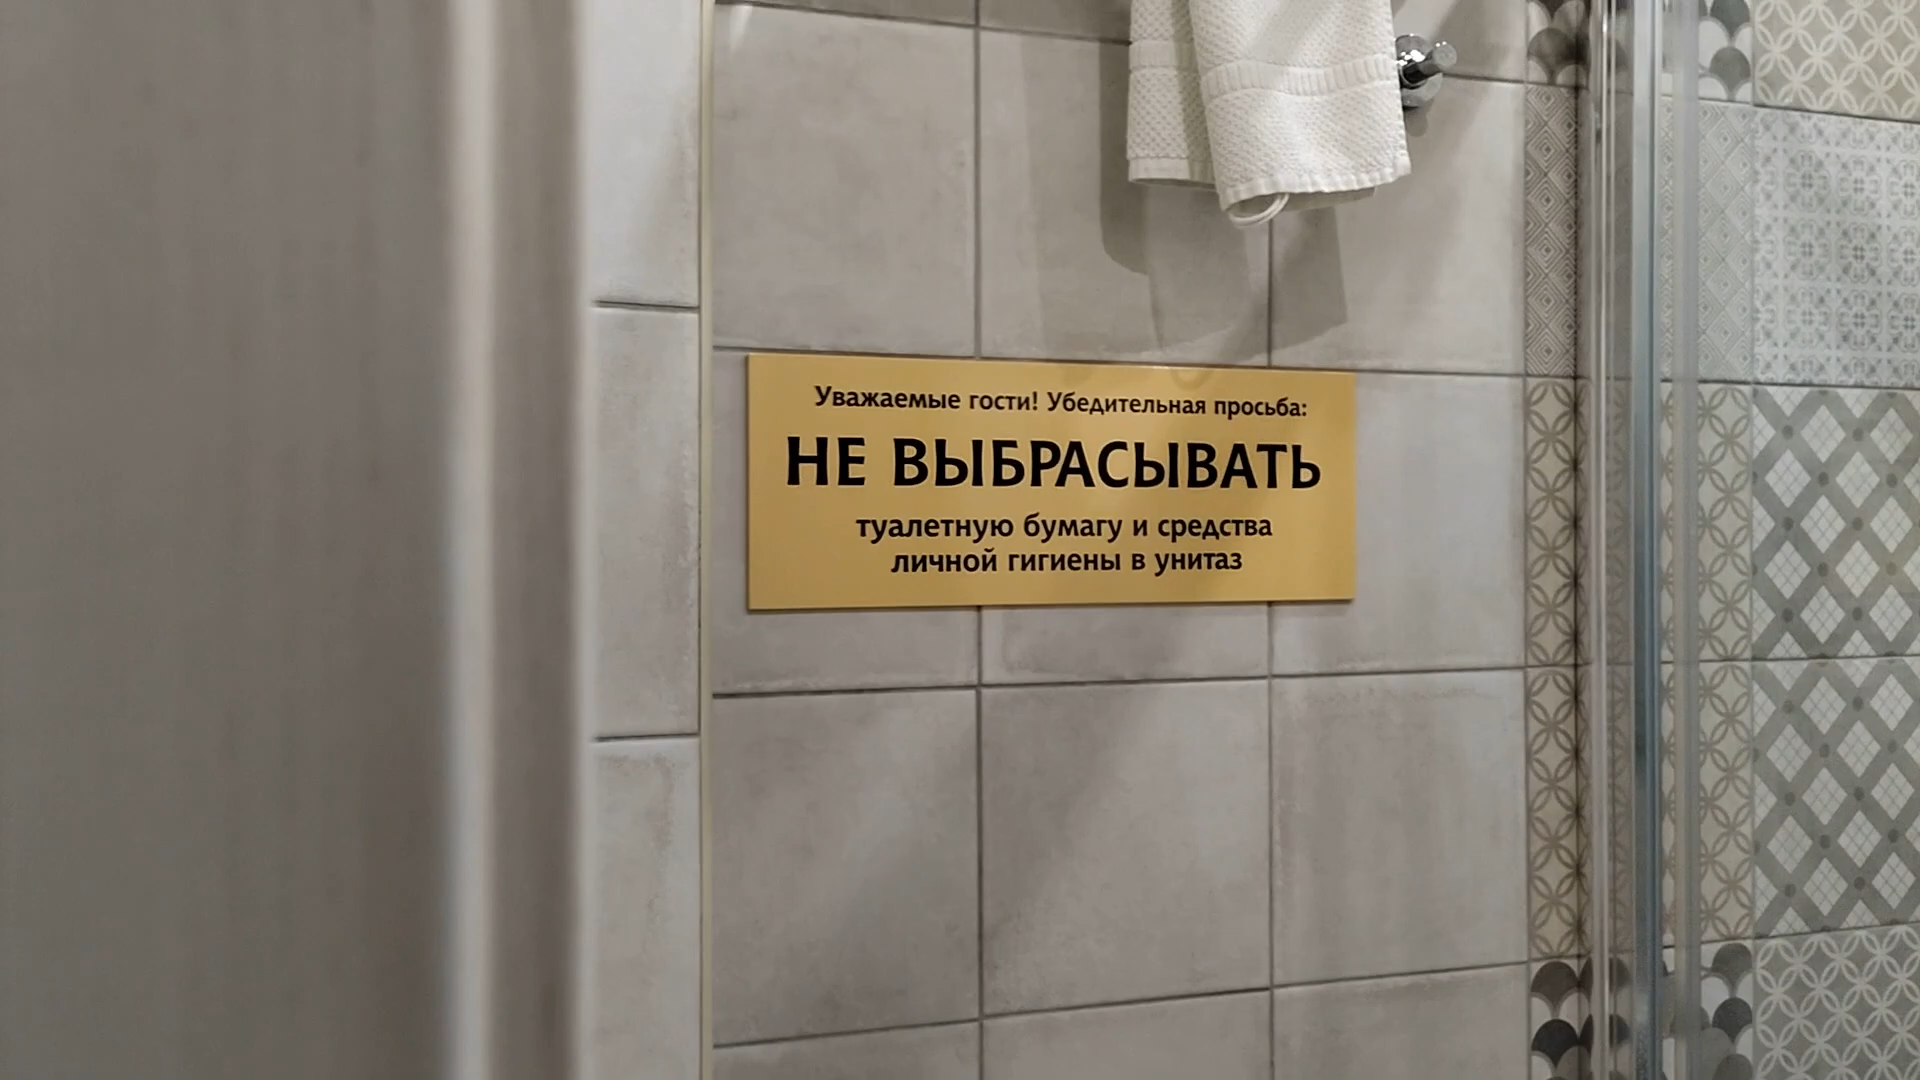 Уважаемые гости! Убедительная просьба:
НЕ ВЫБРАСЫВАТЬ
туалетную бумагу и средства
личной гигиены в унитаз